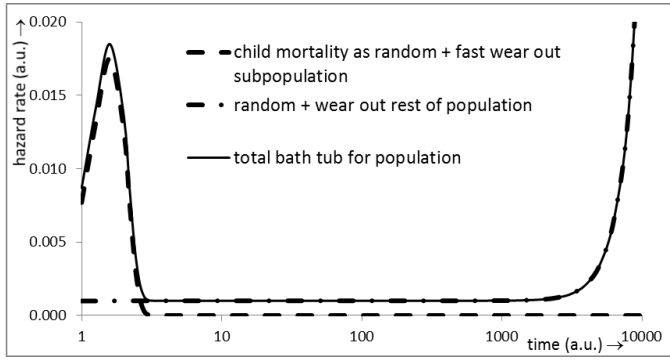 hazard rate (a.u.) →
0.020
0.015
0.010
0.005
0.000
child mortality as random + fast wear out
subpopulation
random + wear out rest of population
total bath tub for population
1
10
100
1000
10000
time (a.u.) →